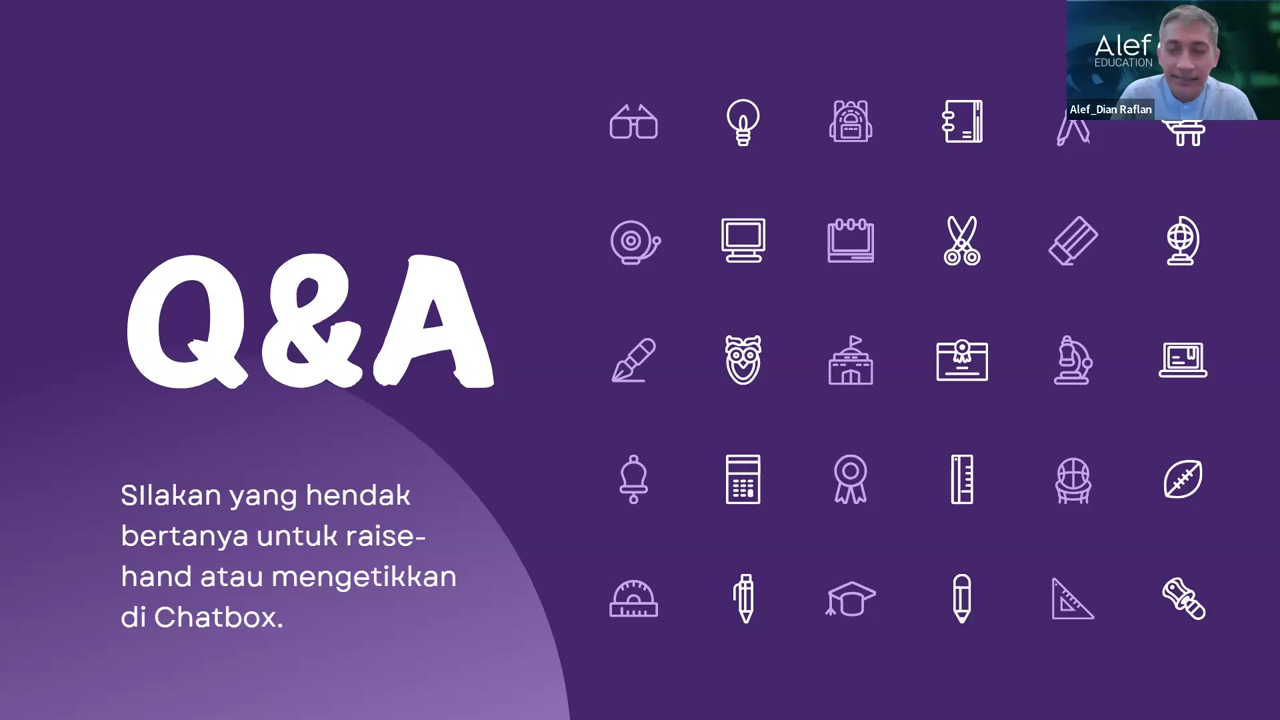 Alef
EDUCATION
Alef_Dian Raflan
Q&A
SIlakan yang hendak
bertanya untuk raise-
hand atau mengetikkan
di Chatbox.